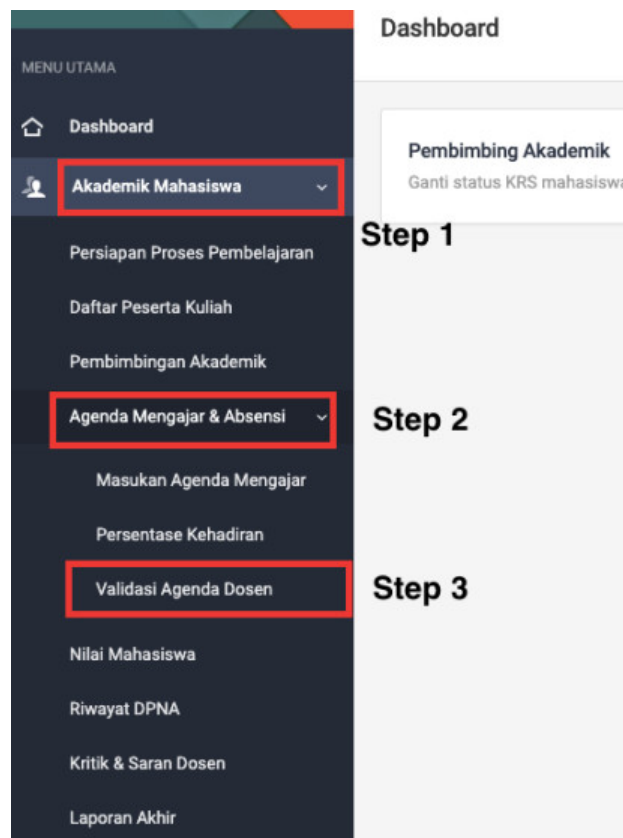 Dashboard
MENU UTAMA
Dashboard
Pembimbing Akademik
Ganti status KRS mahasiswa
Akademik Mahasiswa
Step 1
Persiapan Proses Pembelajaran
Daftar Peserta Kuliah
Pembimbingan Akademik
Agenda Mengajar & Absensi
Step 2
Masukan Agenda Mengajar
Persentase Kehadiran
Validasi Agenda Dosen
Step 3
Nilai Mahasiswa
Riwayat DPNA
Kritik & Saran Dosen
Laporan Akhir